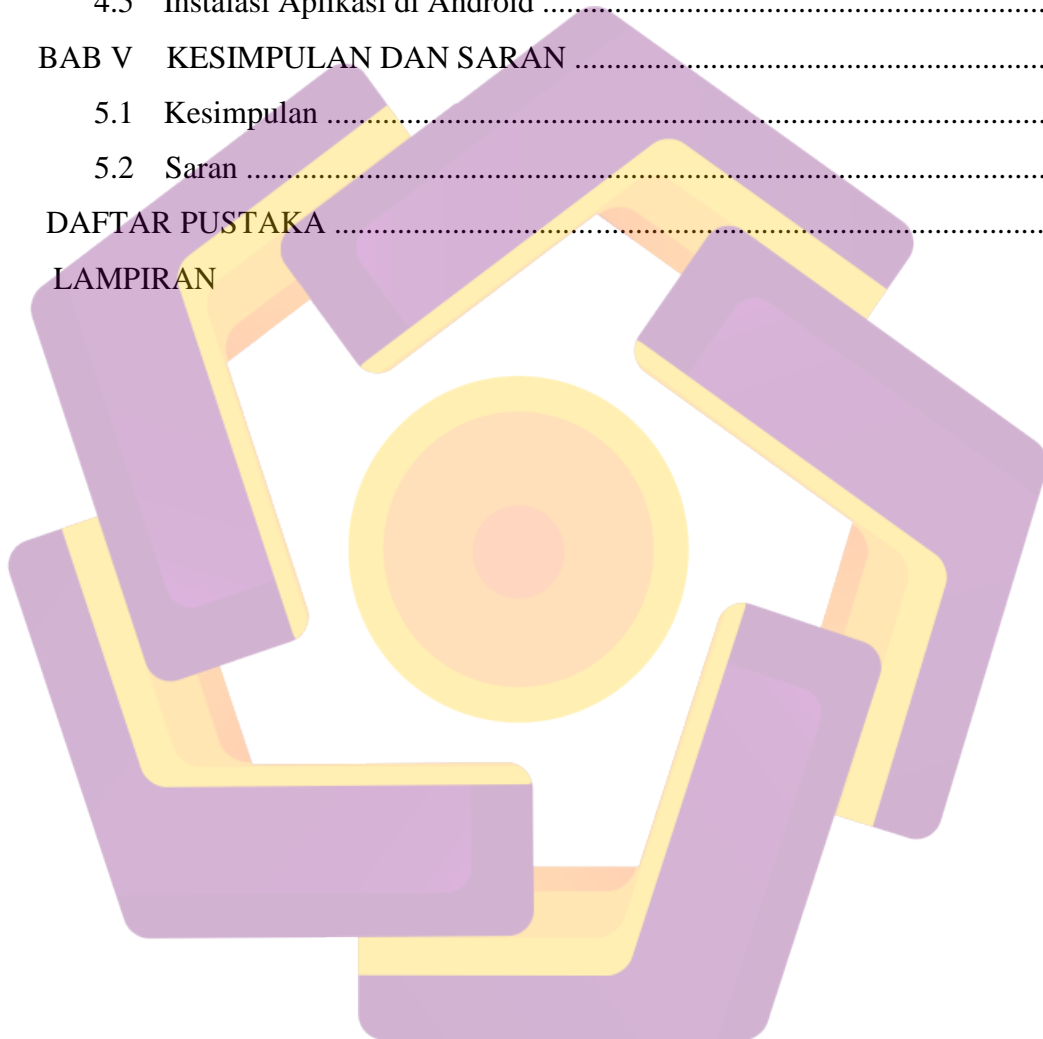 4.5 Instalasi Aplikasi di Android ................................................................
BAB V KESIMPULAN DAN SARAN ............................................................
5.1 Kesimpulan ............................................................................................
5.2 Saran ......................................................................................................
DAFTAR PUSTAKA ..........................................................................................
LAMPIRAN